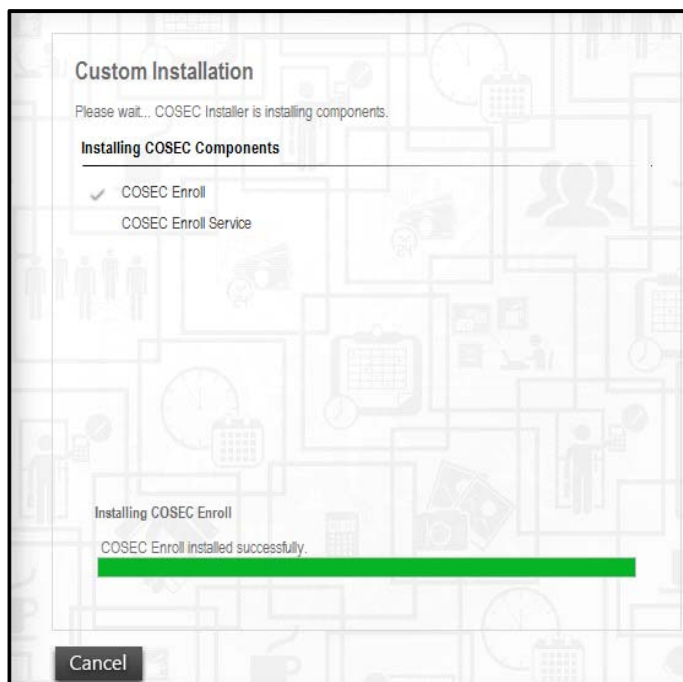 Custom Installation
Please wait... COSEC Installer is installing components.
Installing COSEC Components
COSEC Enroll
COSEC Enroll Service
Installing COSEC Enroll
COSEC Enroll installed successfully.
Cancel